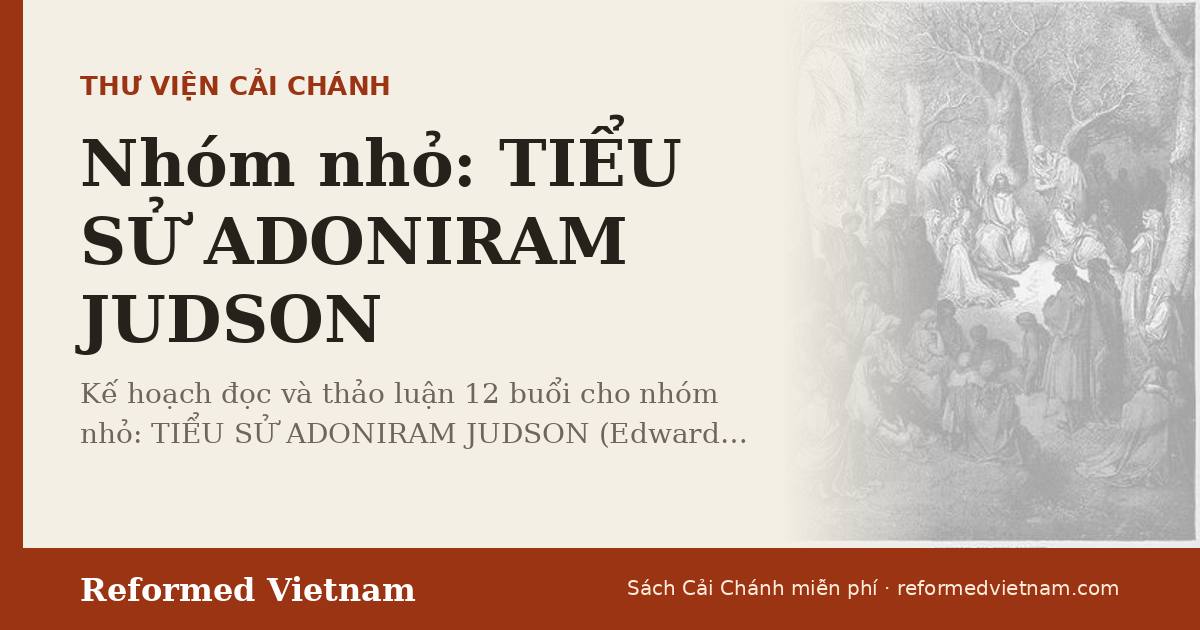 THƯ VIỆN CẢI CHÁNH
Nhóm nhỏ: TIỂU
SỬ ADONIRAM
JUDSON
Kế hoạch đọc và thảo luận 12 buổi cho nhóm
nhỏ: TIỂU SỬ ADONIRAM JUDSON (Edward…
Reformed Vietnam
Sách Cải Chánh miễn phí · reformedvietnam.com